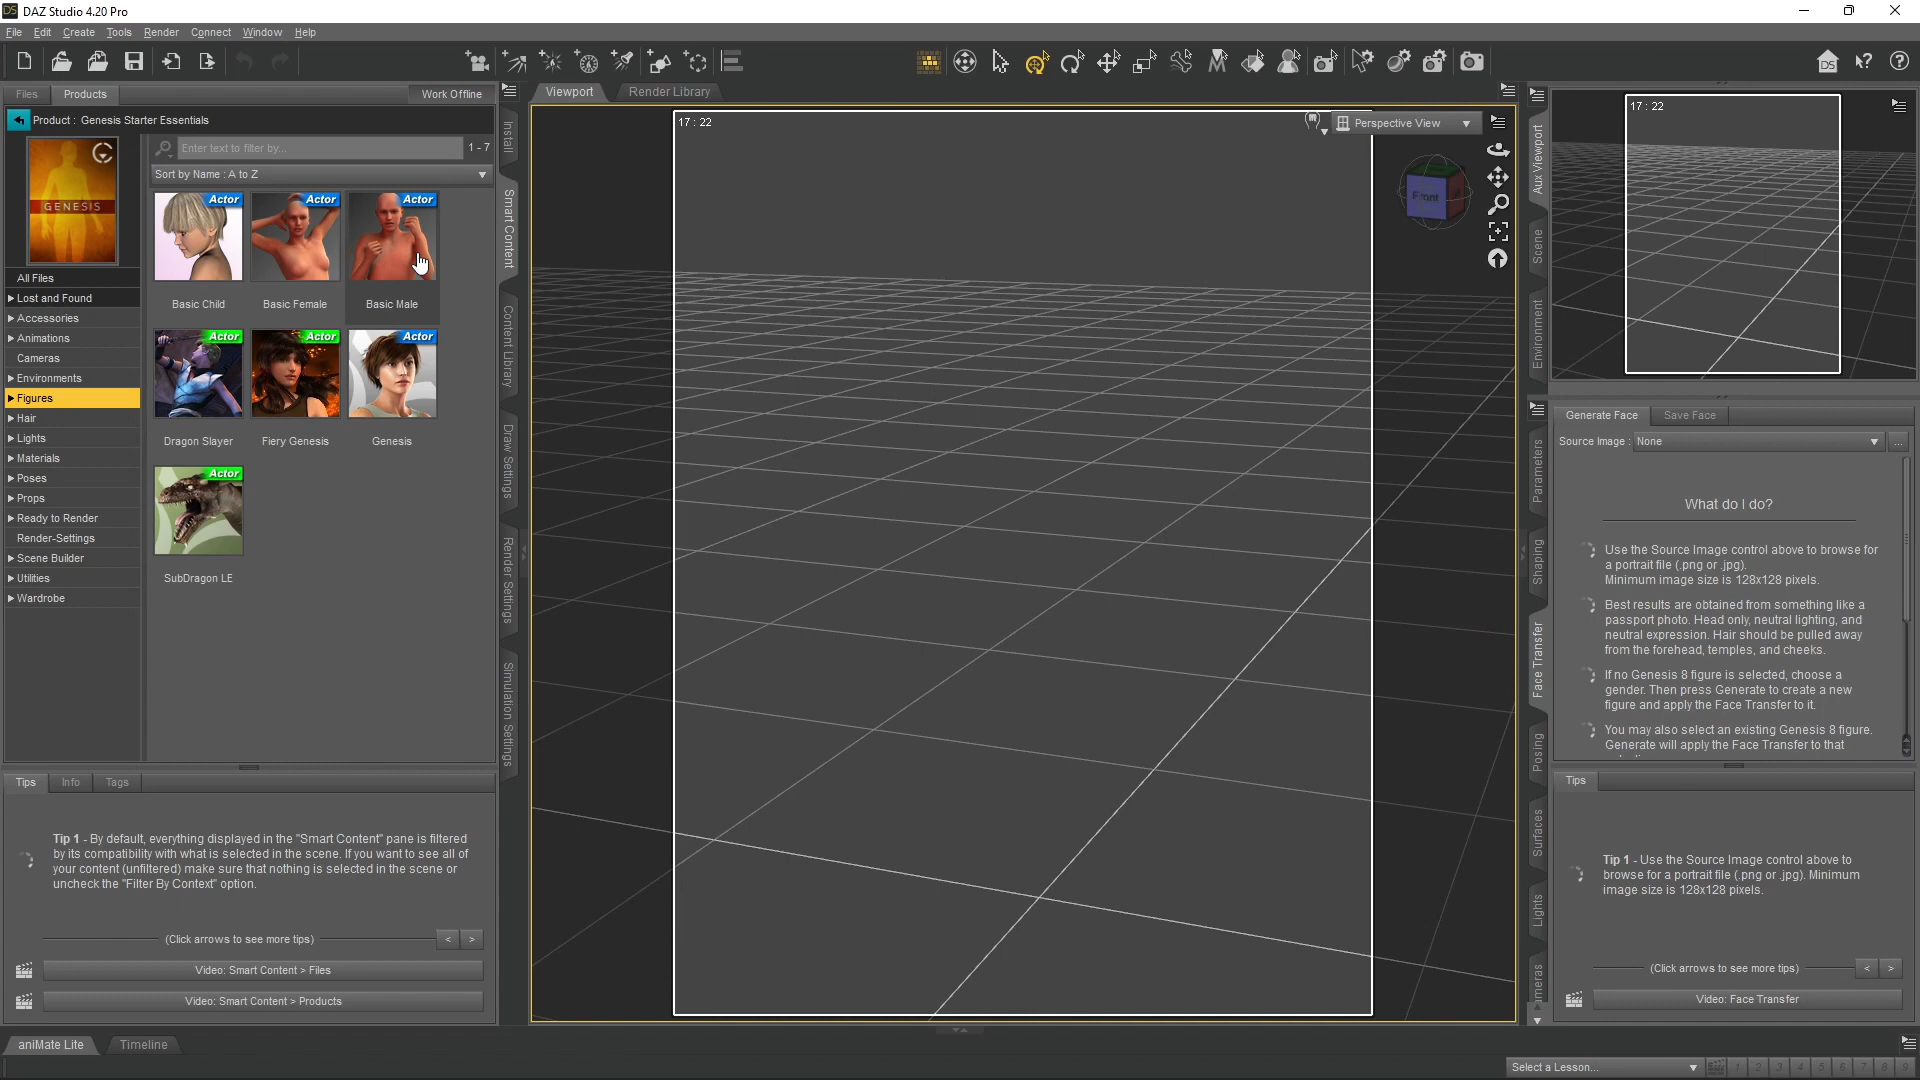 DAZ Studio 4.20 Pro
File Edit Create Tools Render Connect Window Help
Files Products Work Offline
Product : Genesis Starter Essentials
GENESIS
Enter text to filter by...
1 - 7
Sort by Name : A to Z
Actor Actor Actor
Basic Child Basic Female Basic Male
Actor Actor Actor
Dragon Slayer Fiery Genesis Genesis
Actor
SubDragon LE
All Files
Lost and Found
Accessories
Animations
Cameras
Environments
Figures
Hair
Lights
Materials
Poses
Props
Ready to Render
Render-Settings
Scene Builder
Utilities
Wardrobe
Tips Info Tags
Tip 1 - By default, everything displayed in the "Smart Content" pane is filtered
by its compatibility with what is selected in the scene. If you want to see all of
your content (unfiltered) make sure that nothing is selected in the scene or
uncheck the "Filter By Context" option.
(Click arrows to see more tips) < >
Video: Smart Content > Files
Video: Smart Content > Products
Install
Smart Content
Content Library
Draw Settings
Render Settings
Simulation Settings
Viewport Render Library
17 : 22
Perspective View
Front
Aux Viewport
Scene
Environment
17 : 22
Parameters
Shaping
Face Transfer
Posing
Surfaces
Lights
Generate Face Save Face
Source Image : None ...
What do I do?
Use the Source Image control above to browse for
a portrait file (.png or .jpg).
Minimum image size is 128x128 pixels.
Best results are obtained from something like a
passport photo. Head only, neutral lighting, and
neutral expression. Hair should be pulled away
from the forehead, temples, and cheeks.
If no Genesis 8 figure is selected, choose a
gender. Then press Generate to create a new
figure and apply the Face Transfer to it.
You may also select an existing Genesis 8 figure.
Generate will apply the Face Transfer to that
Tips
Tip 1 - Use the Source Image control above to
browse for a portrait file (.png or .jpg). Minimum
image size is 128x128 pixels.
(Click arrows to see more tips) < >
Video: Face Transfer
aniMate Lite Timeline
Select a Lesson... 1 2 3 4 5 6 7 8 9